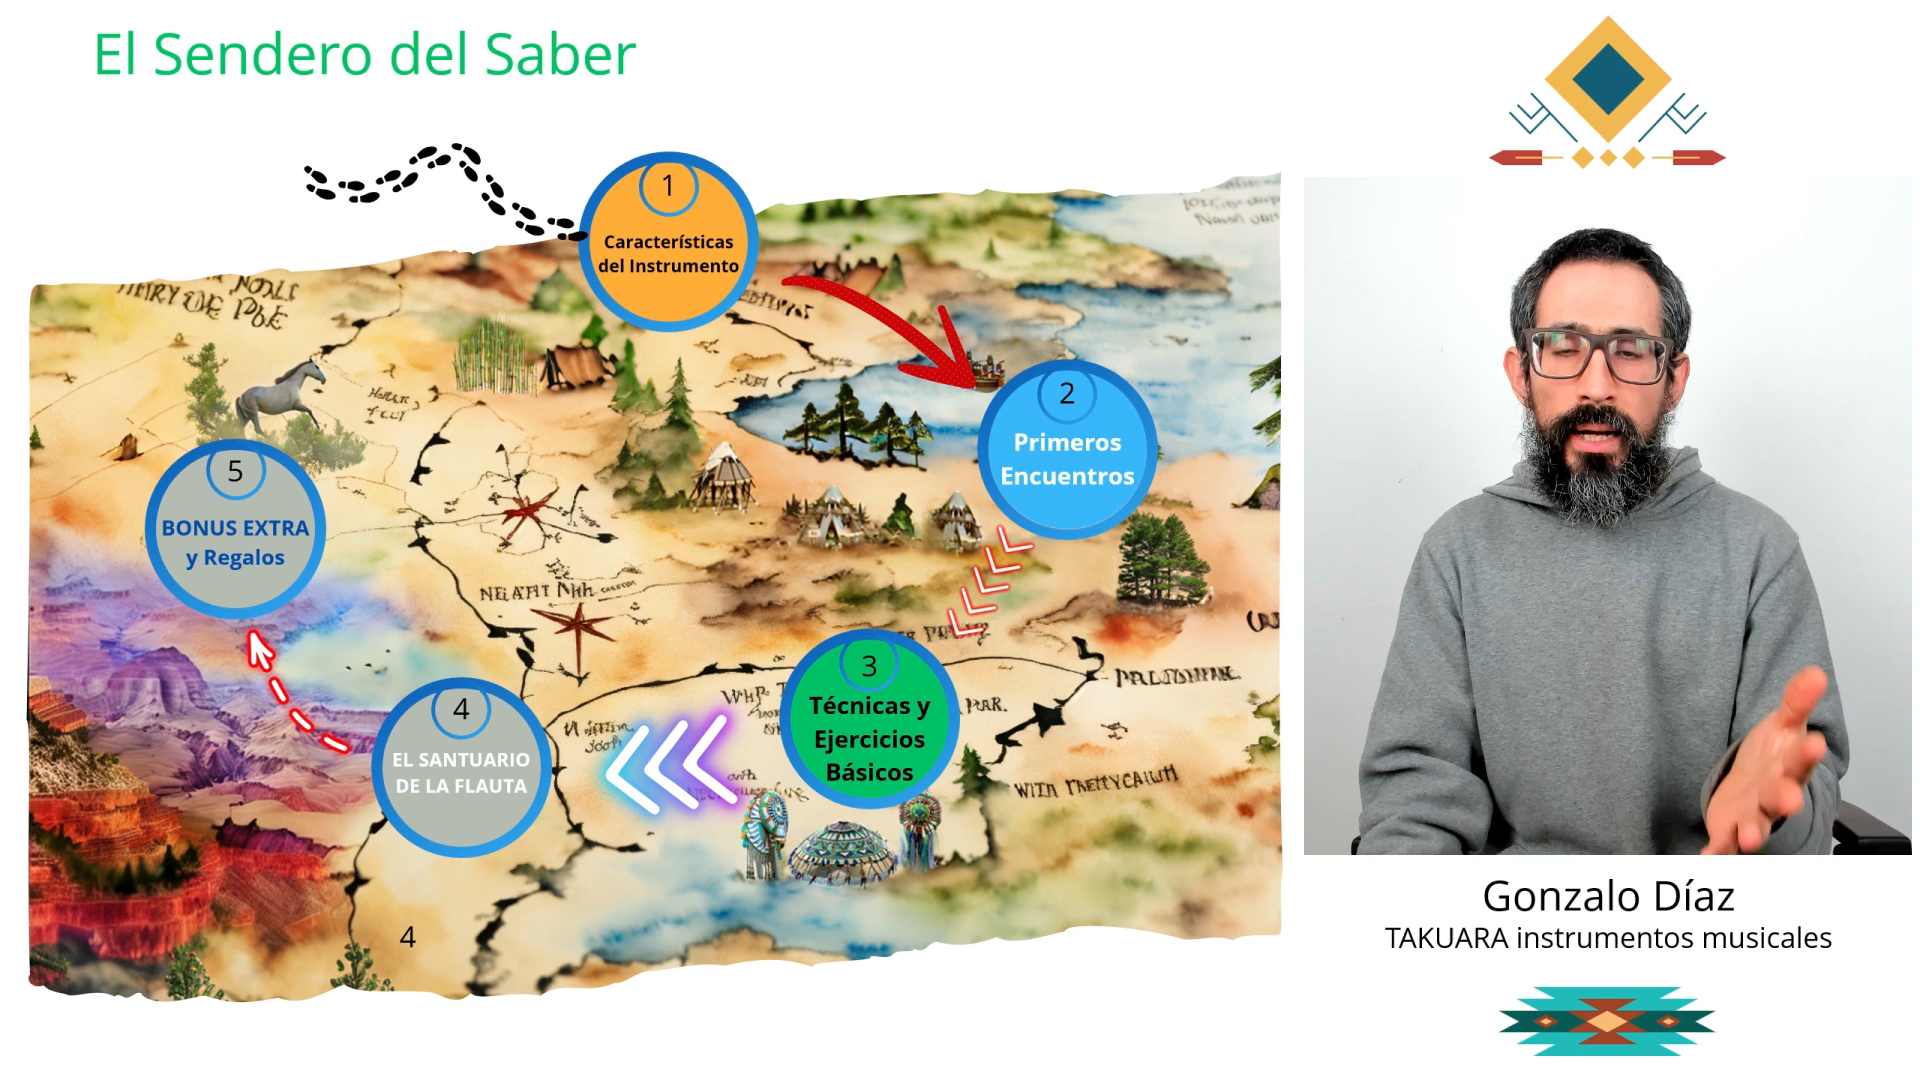 El Sendero del Saber
1
Características
del Instrumento
2
Primeros
Encuentros
3
Técnicas y
Ejercicios
Básicos
4
EL SANTUARIO
DE LA FLAUTA
5
BONUS EXTRA
y Regalos
4
Gonzalo Díaz
TAKUARA instrumentos musicales